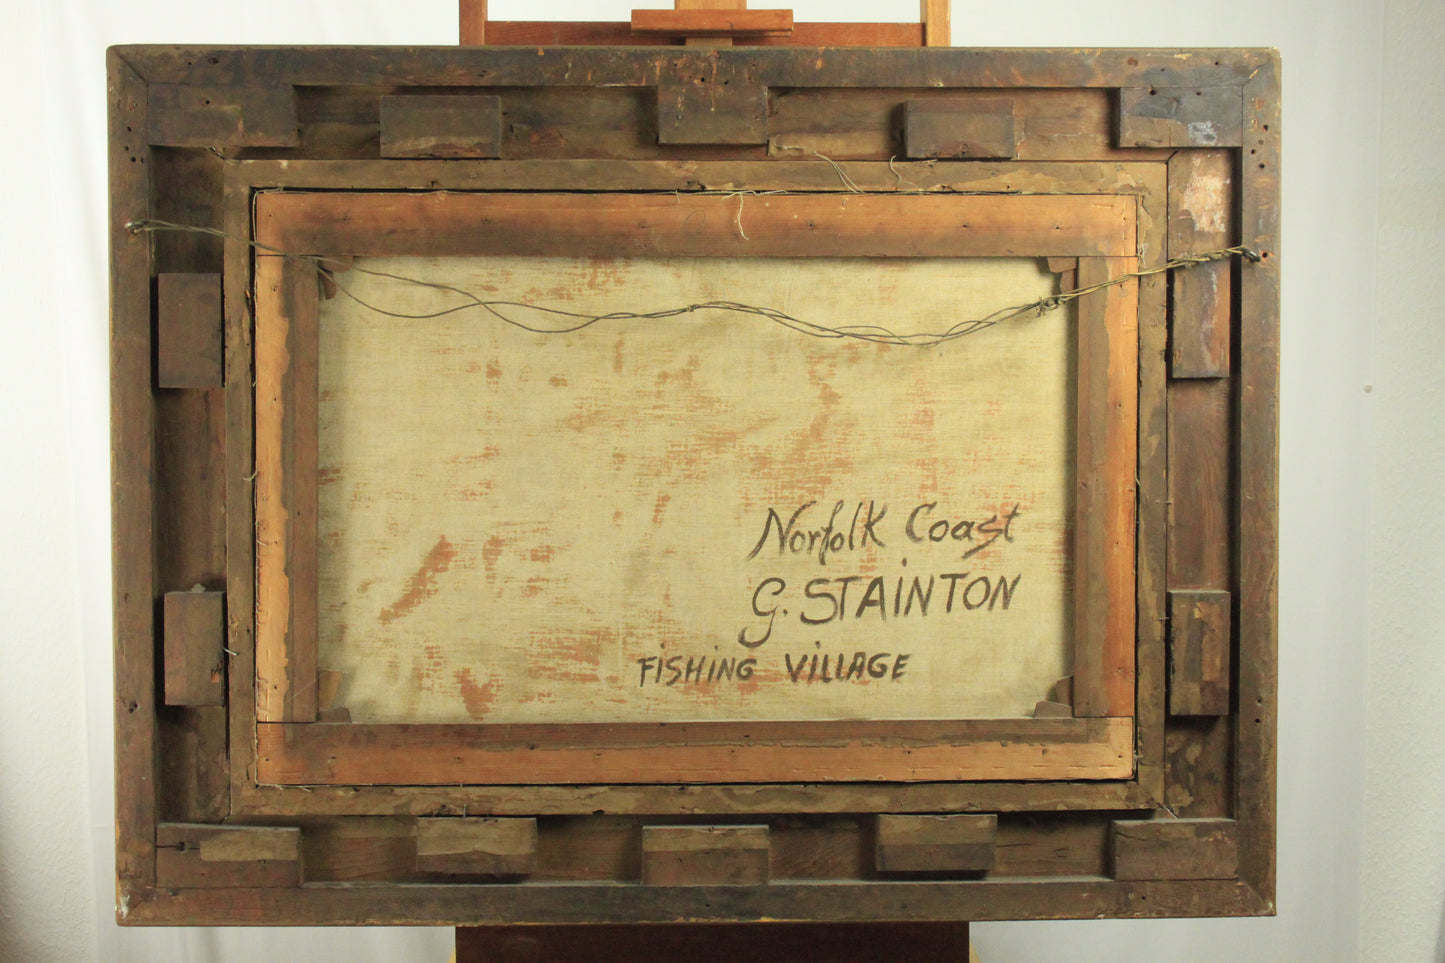 Norfolk Coast
G. STAiNTON
FiSHiNG ViLLAGE